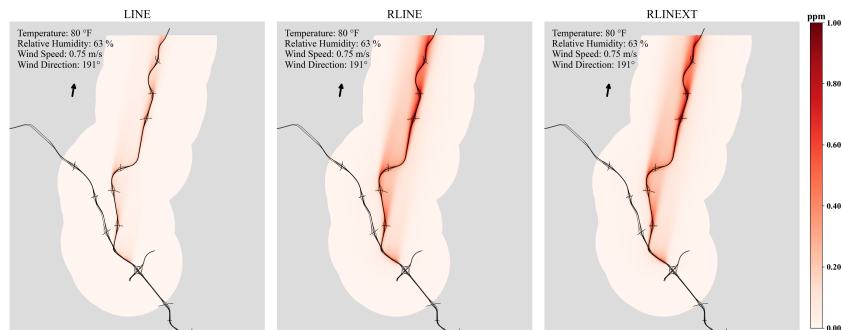 LINE
Temperature: 80 °F
Relative Humidity: 63 %
Wind Speed: 0.75 m/s
Wind Direction: 191°
RLINE
Temperature: 80 °F
Relative Humidity: 63 %
Wind Speed: 0.75 m/s
Wind Direction: 191°
RLINEXT
Temperature: 80 °F
Relative Humidity: 63 %
Wind Speed: 0.75 m/s
Wind Direction: 191°
ppm
1.00
0.80
0.60
0.40
0.20
0.00